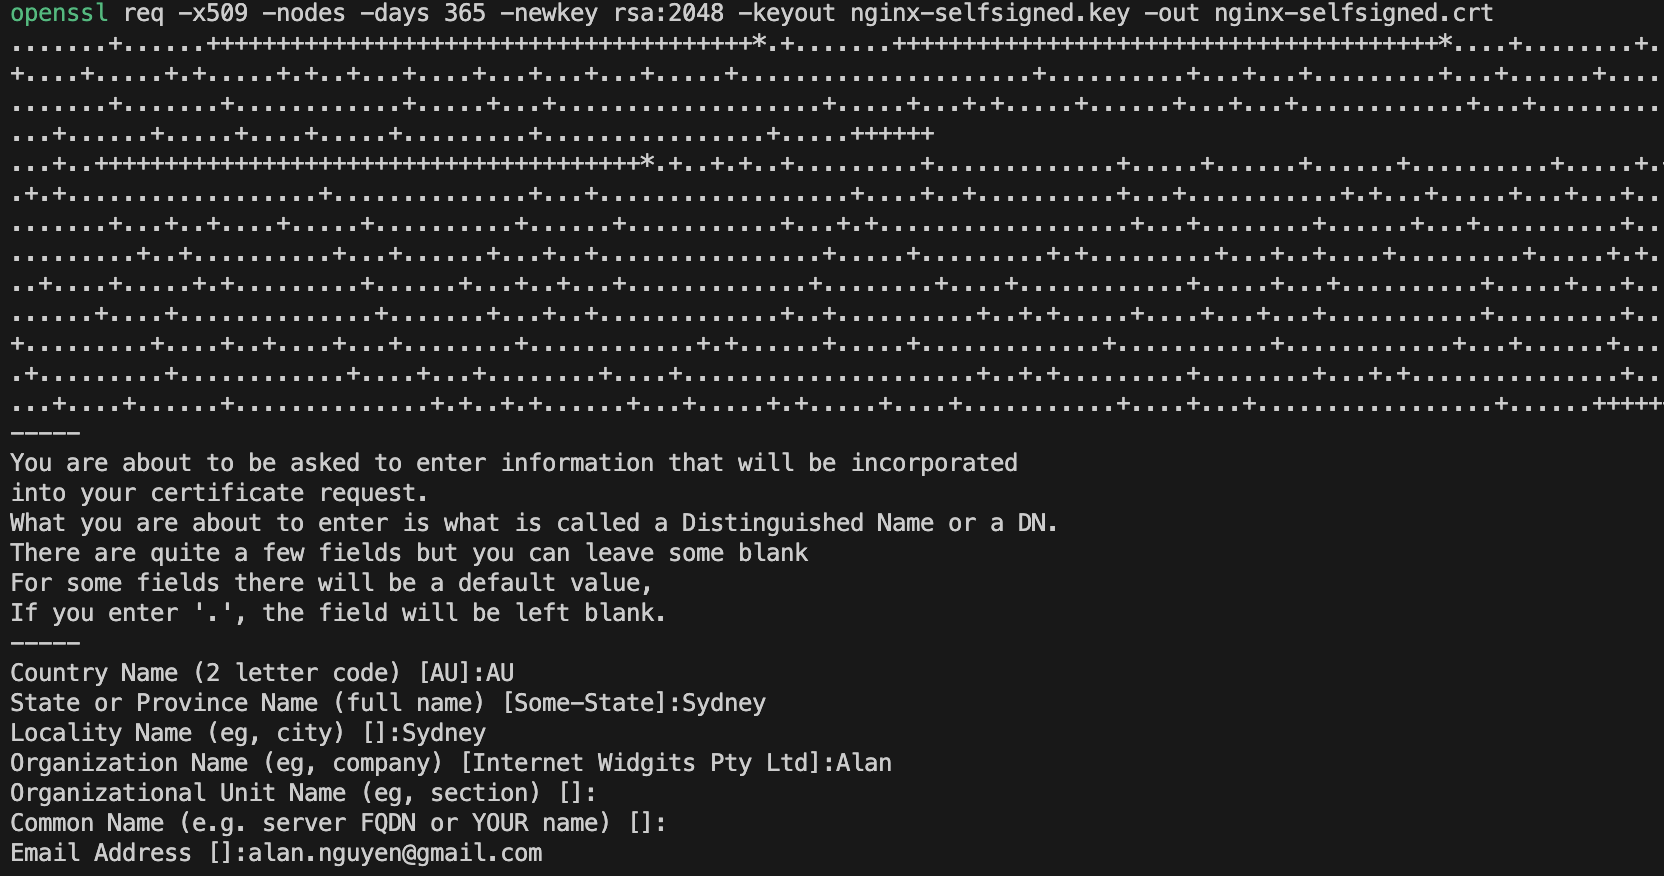 openssl req -x509 -nodes -days 365 -newkey rsa:2048 -keyout nginx-selfsigned.key -out nginx-selfsigned.crt
-----
You are about to be asked to enter information that will be incorporated
into your certificate request.
What you are about to enter is what is called a Distinguished Name or a DN.
There are quite a few fields but you can leave some blank
For some fields there will be a default value,
If you enter '.', the field will be left blank.
-----
Country Name (2 letter code) [AU]:AU
State or Province Name (full name) [Some-State]:Sydney
Locality Name (eg, city) []:Sydney
Organization Name (eg, company) [Internet Widgits Pty Ltd]:Alan
Organizational Unit Name (eg, section) []:
Common Name (e.g. server FQDN or YOUR name) []:
Email Address []:alan.nguyen@gmail.com